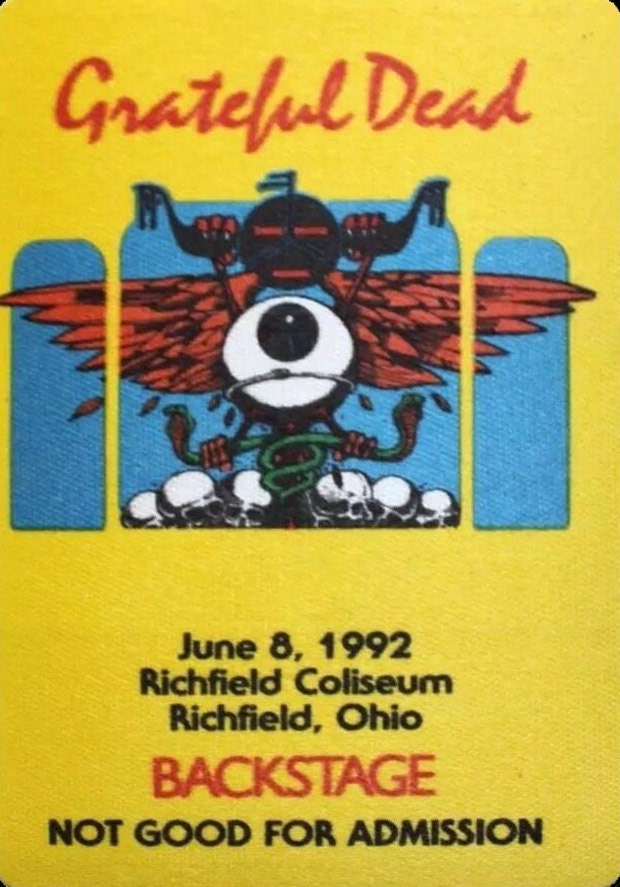 Grateful Dead
June 8, 1992
Richfield Coliseum
Richfield, Ohio
BACKSTAGE
NOT GOOD FOR ADMISSION